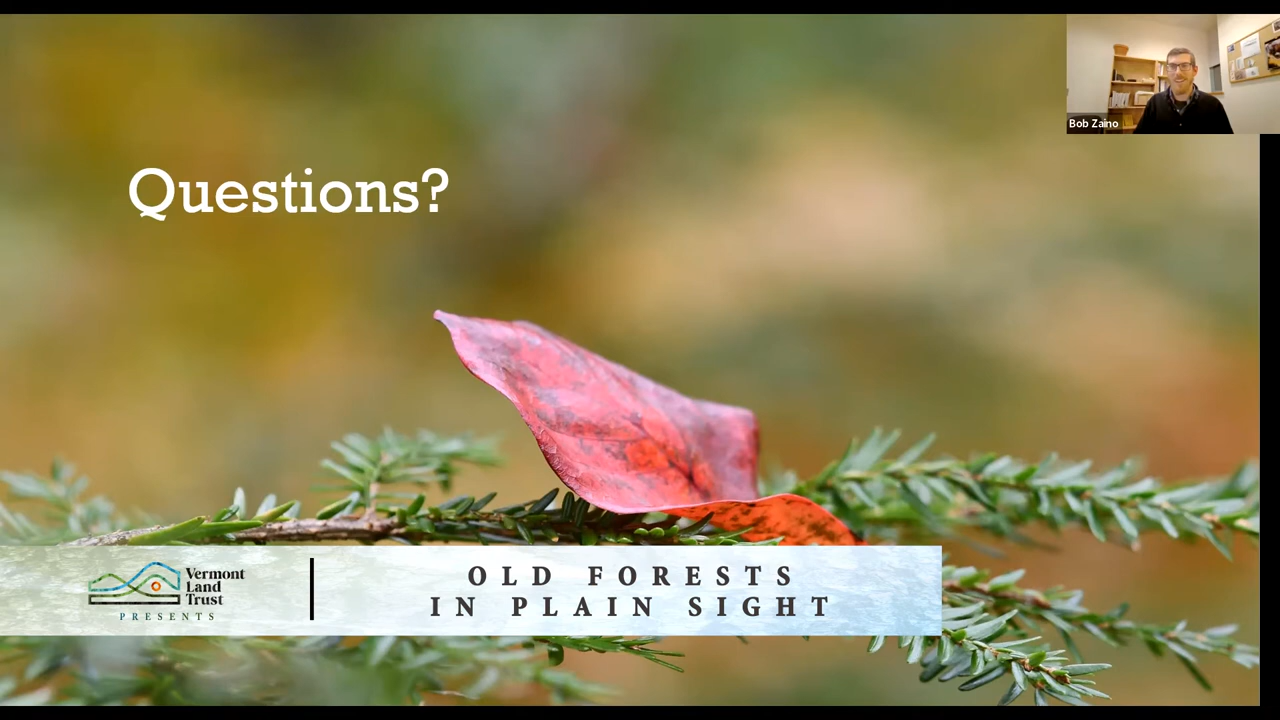 Bob Zaino
Questions?
Vermont
Land
Trust
PRESENTS
OLD FORESTS
IN PLAIN SIGHT